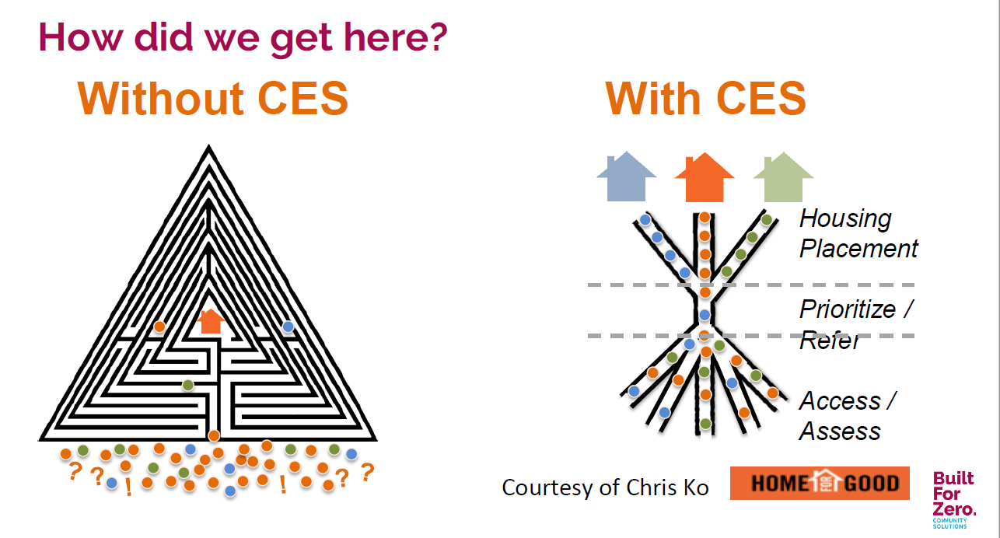 How did we get here?
Without CES
With CES
Housing
Placement
Prioritize /
Refer
Access /
Assess
? ? ! ! ? ?
Courtesy of Chris Ko
HOME FOR GOOD
Built
For
Zero.
COMMUNITY
SOLUTIONS